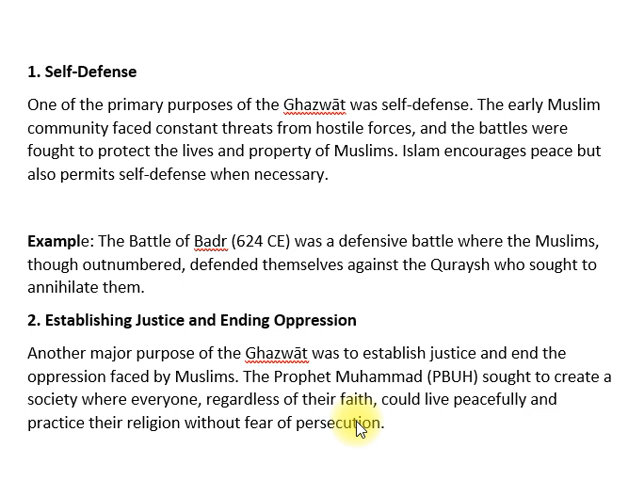 1. Self-Defense
One of the primary purposes of the Ghazwāt was self-defense. The early Muslim
community faced constant threats from hostile forces, and the battles were
fought to protect the lives and property of Muslims. Islam encourages peace but
also permits self-defense when necessary.
Example: The Battle of Badr (624 CE) was a defensive battle where the Muslims,
though outnumbered, defended themselves against the Quraysh who sought to
annihilate them.
2. Establishing Justice and Ending Oppression
Another major purpose of the Ghazwāt was to establish justice and end the
oppression faced by Muslims. The Prophet Muhammad (PBUH) sought to create a
society where everyone, regardless of their faith, could live peacefully and
practice their religion without fear of persecution.